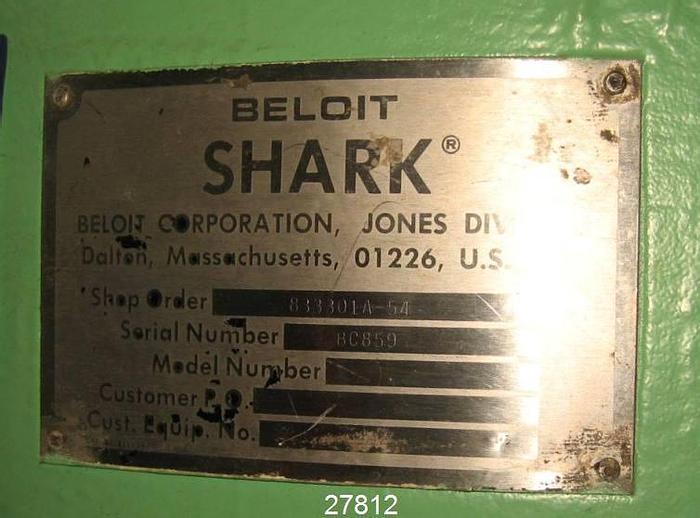 BELOIT
SHARK®
BELOIT CORPORATION, JONES DIV
Dalton, Massachusetts, 01226, U.S.
Shop Order 833301A-54
Serial Number BC859
Model Number
Customer P.O.
Cust. Equip. No.
27812